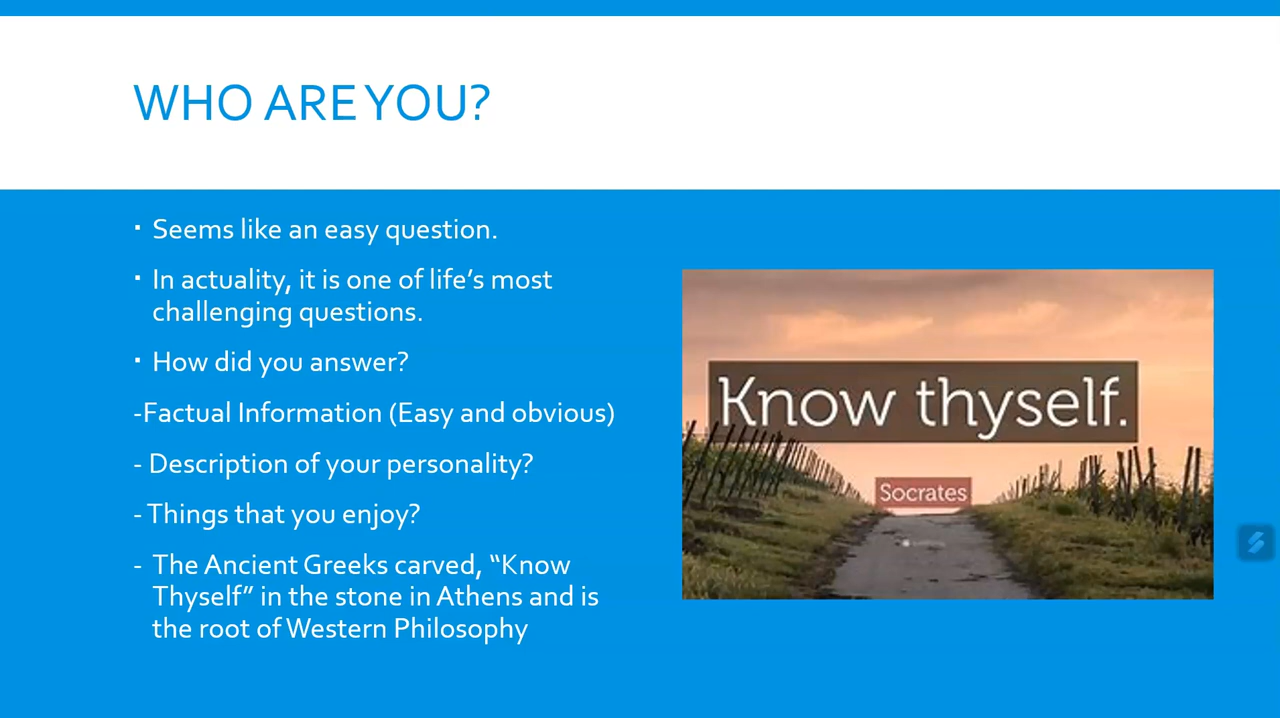 WHO ARE YOU?
▪ Seems like an easy question.
▪ In actuality, it is one of life’s most
challenging questions.
▪ How did you answer?
-Factual Information (Easy and obvious)
- Description of your personality?
- Things that you enjoy?
- The Ancient Greeks carved, “Know
Thyself” in the stone in Athens and is
the root of Western Philosophy
Know thyself.
Socrates